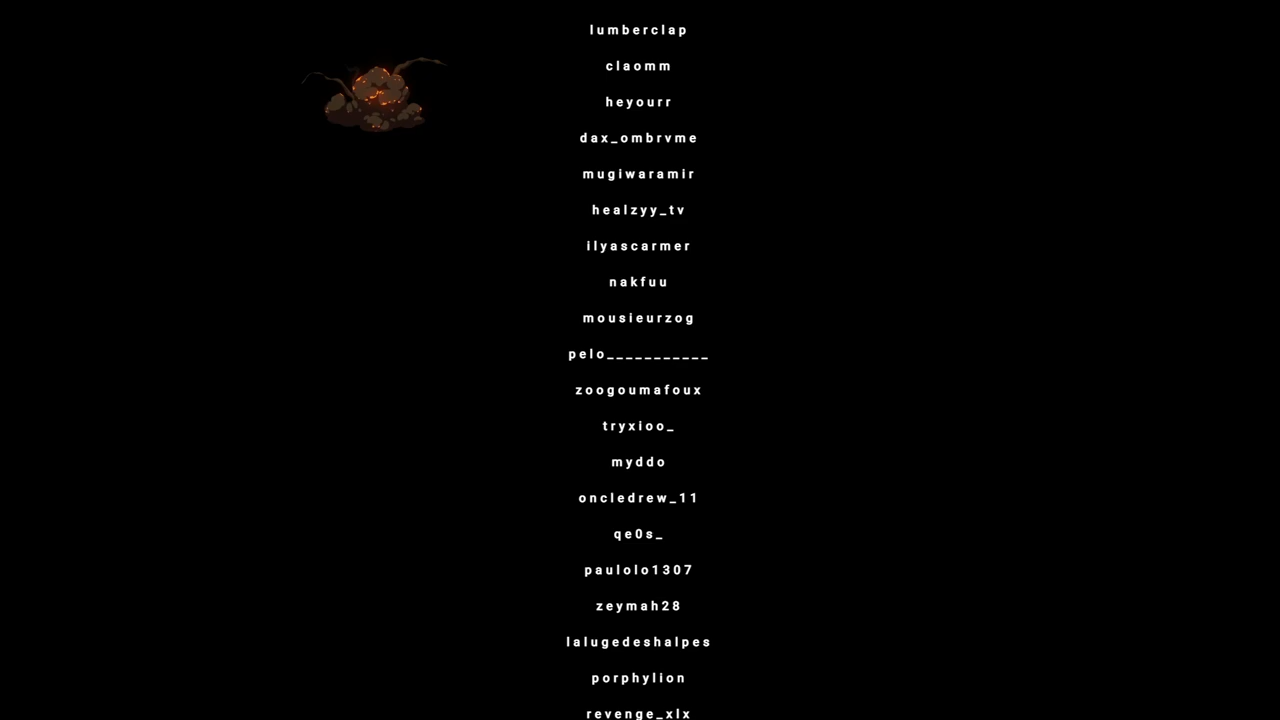 lumberclap
claomm
heyourr
dax_ombrvme
mugiwaramir
healzyy_tv
ilyascarmer
nakfuu
mousieurzog
pelo___________
zoogoumafoux
tryxioo_
myddo
oncledrew_11
qe0s_
paulolo1307
zeymah28
lalugedeshalpes
porphylion
revenge_xlx